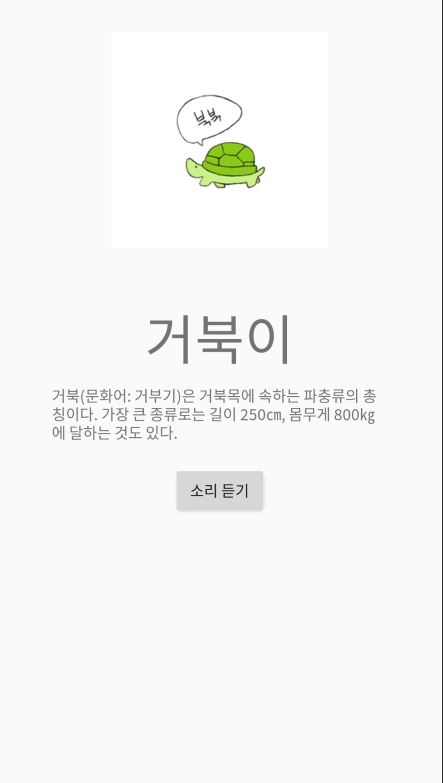 북북
거북이
거북(문화어: 거부기)은 거북목에 속하는 파충류의 총
칭이다. 가장 큰 종류로는 길이 250㎝, 몸무게 800㎏
에 달하는 것도 있다.
소리 듣기